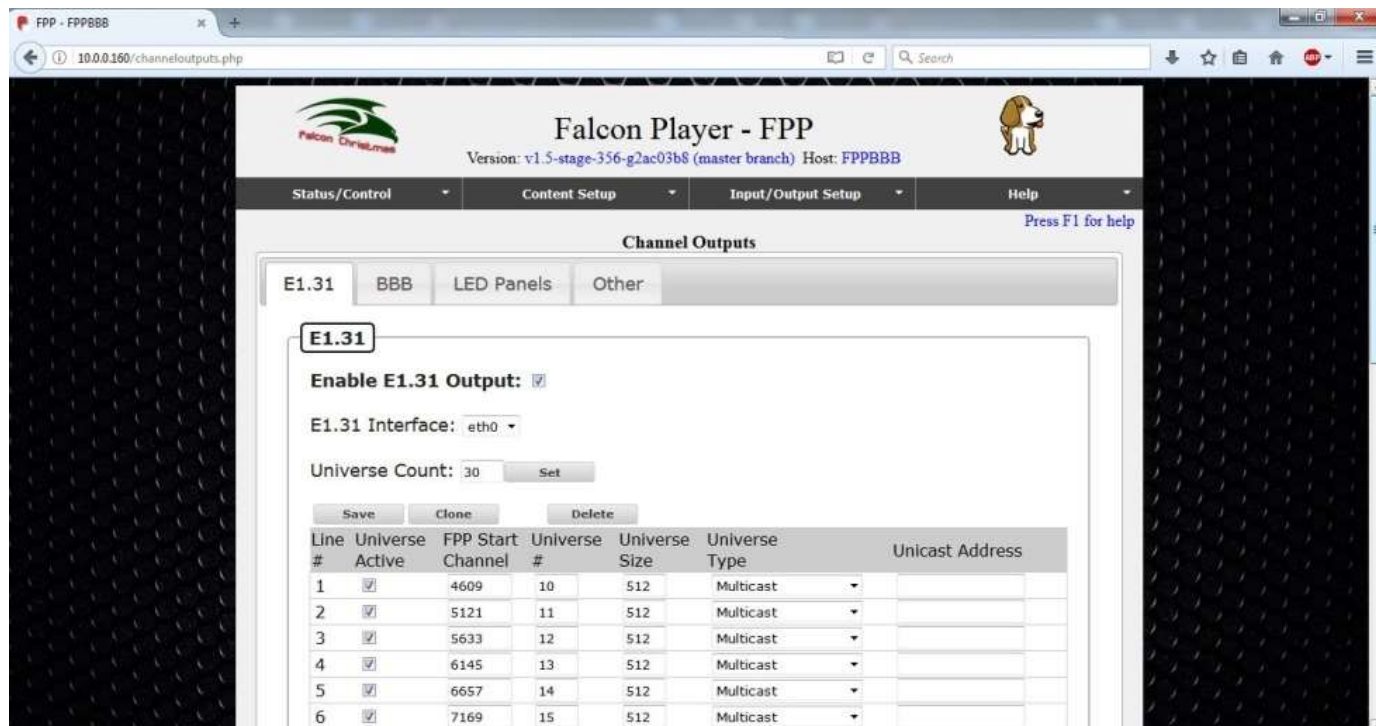 FPP - FPPBBB
10.0.0.160/channeloutputs.php
Search
ABP
Falcon Christmas
Falcon Player - FPP
Version: v1.5-stage-356-g2ac03b8 (master branch) Host: FPPBBB
Status/Control Content Setup Input/Output Setup Help
Press F1 for help
Channel Outputs
E1.31 BBB LED Panels Other
E1.31
Enable E1.31 Output:
E1.31 Interface: eth0
Universe Count: 30 Set
Save Clone Delete
Line # Universe Active FPP Start Channel Universe # Universe Size Universe Type Unicast Address
1 4609 10 512 Multicast
2 5121 11 512 Multicast
3 5633 12 512 Multicast
4 6145 13 512 Multicast
5 6657 14 512 Multicast
6 7169 15 512 Multicast